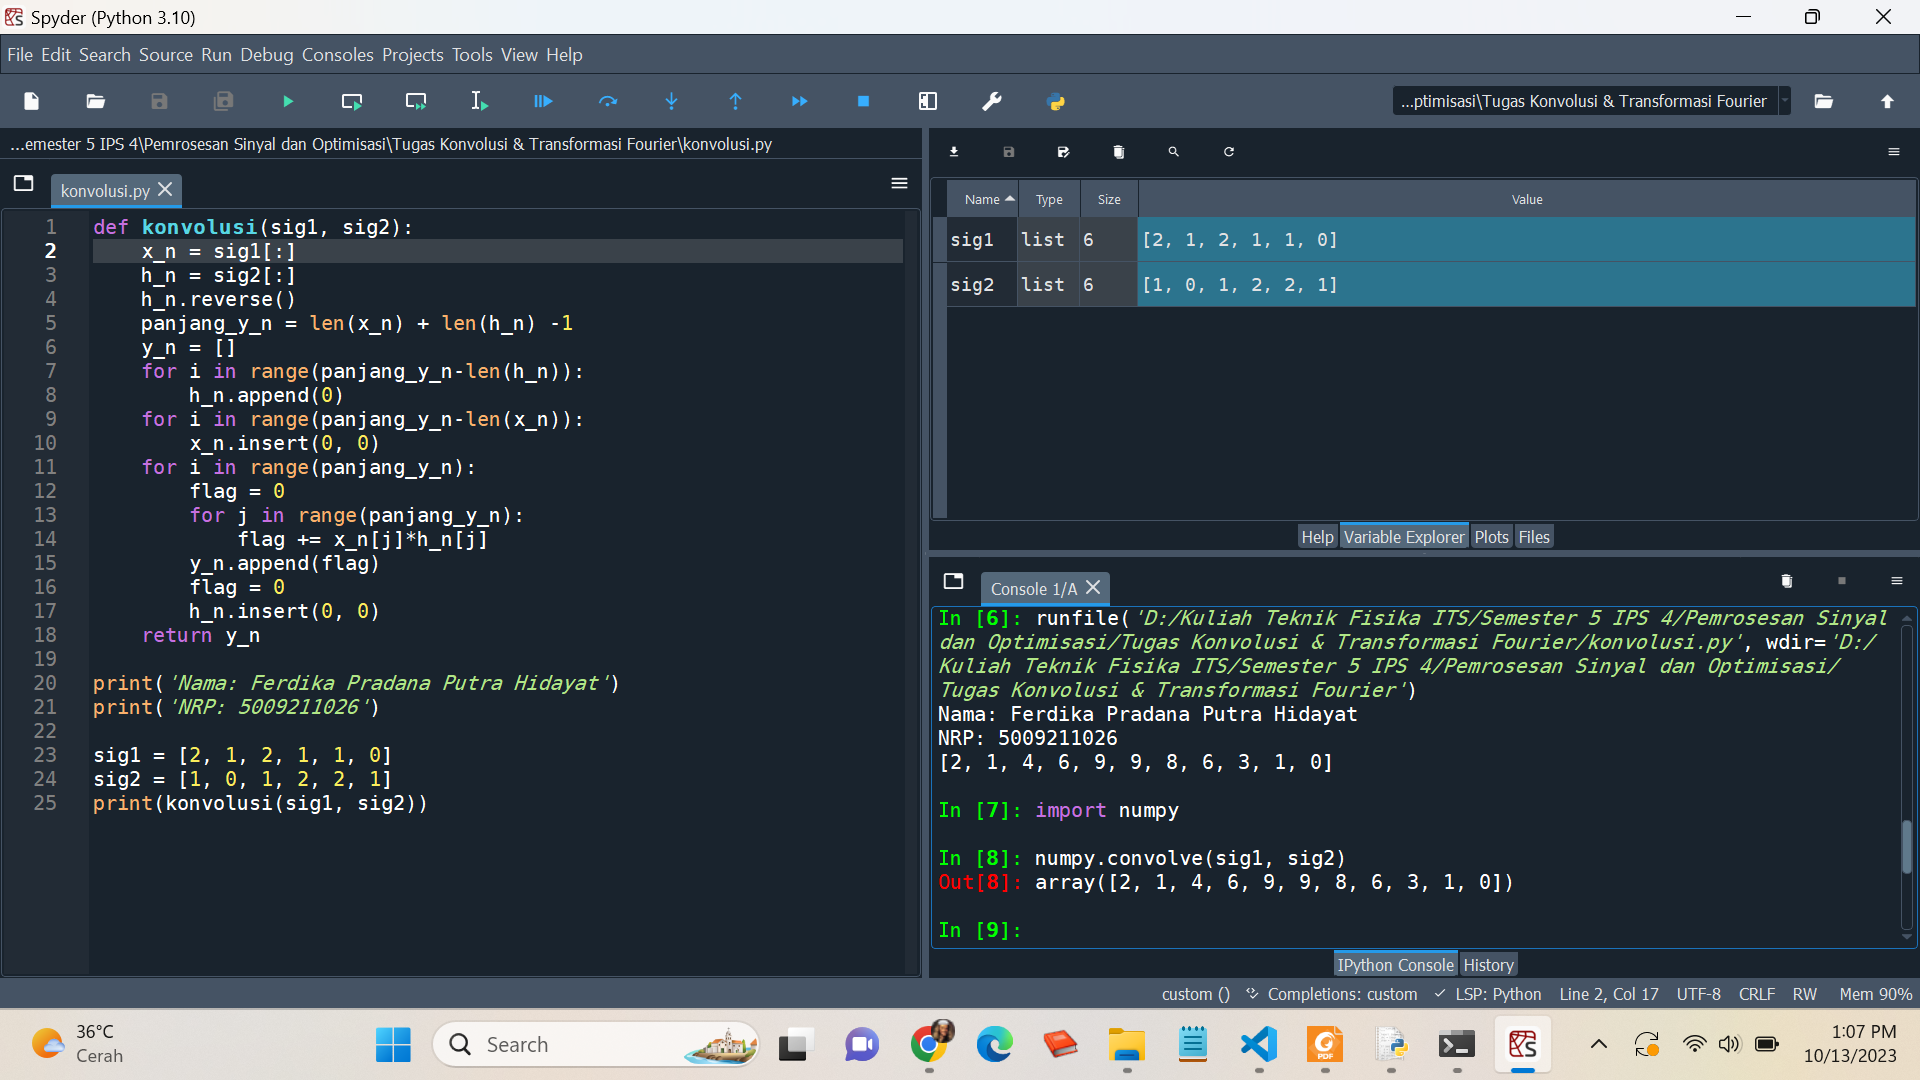 Spyder (Python 3.10)
File Edit Search Source Run Debug Consoles Projects Tools View Help
...ptimisasi\Tugas Konvolusi & Transformasi Fourier
...emester 5 IPS 4\Pemrosesan Sinyal dan Optimisasi\Tugas Konvolusi & Transformasi Fourier\konvolusi.py
konvolusi.py
1 def konvolusi(sig1, sig2):
2     x_n = sig1[:]
3     h_n = sig2[:]
4     h_n.reverse()
5     panjang_y_n = len(x_n) + len(h_n) -1
6     y_n = []
7     for i in range(panjang_y_n-len(h_n)):
8         h_n.append(0)
9     for i in range(panjang_y_n-len(x_n)):
10         x_n.insert(0, 0)
11     for i in range(panjang_y_n):
12         flag = 0
13         for j in range(panjang_y_n):
14             flag += x_n[j]*h_n[j]
15         y_n.append(flag)
16         flag = 0
17         h_n.insert(0, 0)
18     return y_n
19
20 print('Nama: Ferdika Pradana Putra Hidayat')
21 print('NRP: 5009211026')
22
23 sig1 = [2, 1, 2, 1, 1, 0]
24 sig2 = [1, 0, 1, 2, 2, 1]
25 print(konvolusi(sig1, sig2))
Name Type Size Value
sig1 list 6 [2, 1, 2, 1, 1, 0]
sig2 list 6 [1, 0, 1, 2, 2, 1]
Help Variable Explorer Plots Files
Console 1/A
In [6]: runfile('D:/Kuliah Teknik Fisika ITS/Semester 5 IPS 4/Pemrosesan Sinyal
dan Optimisasi/Tugas Konvolusi & Transformasi Fourier/konvolusi.py', wdir='D:/
Kuliah Teknik Fisika ITS/Semester 5 IPS 4/Pemrosesan Sinyal dan Optimisasi/
Tugas Konvolusi & Transformasi Fourier')
Nama: Ferdika Pradana Putra Hidayat
NRP: 5009211026
[2, 1, 4, 6, 9, 9, 8, 6, 3, 1, 0]
In [7]: import numpy
In [8]: numpy.convolve(sig1, sig2)
Out[8]: array([2, 1, 4, 6, 9, 9, 8, 6, 3, 1, 0])
In [9]:
IPython Console History
custom () Completions: custom LSP: Python Line 2, Col 17 UTF-8 CRLF RW Mem 90%
36°C
Cerah
Search
PDF
1:07 PM
10/13/2023